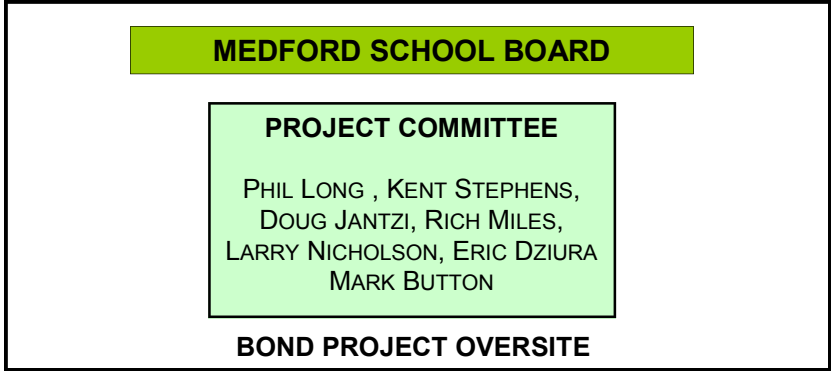 MEDFORD SCHOOL BOARD
PROJECT COMMITTEE
PHIL LONG , KENT STEPHENS,
DOUG JANTZI, RICH MILES,
LARRY NICHOLSON, ERIC DZIURA
MARK BUTTON
BOND PROJECT OVERSITE